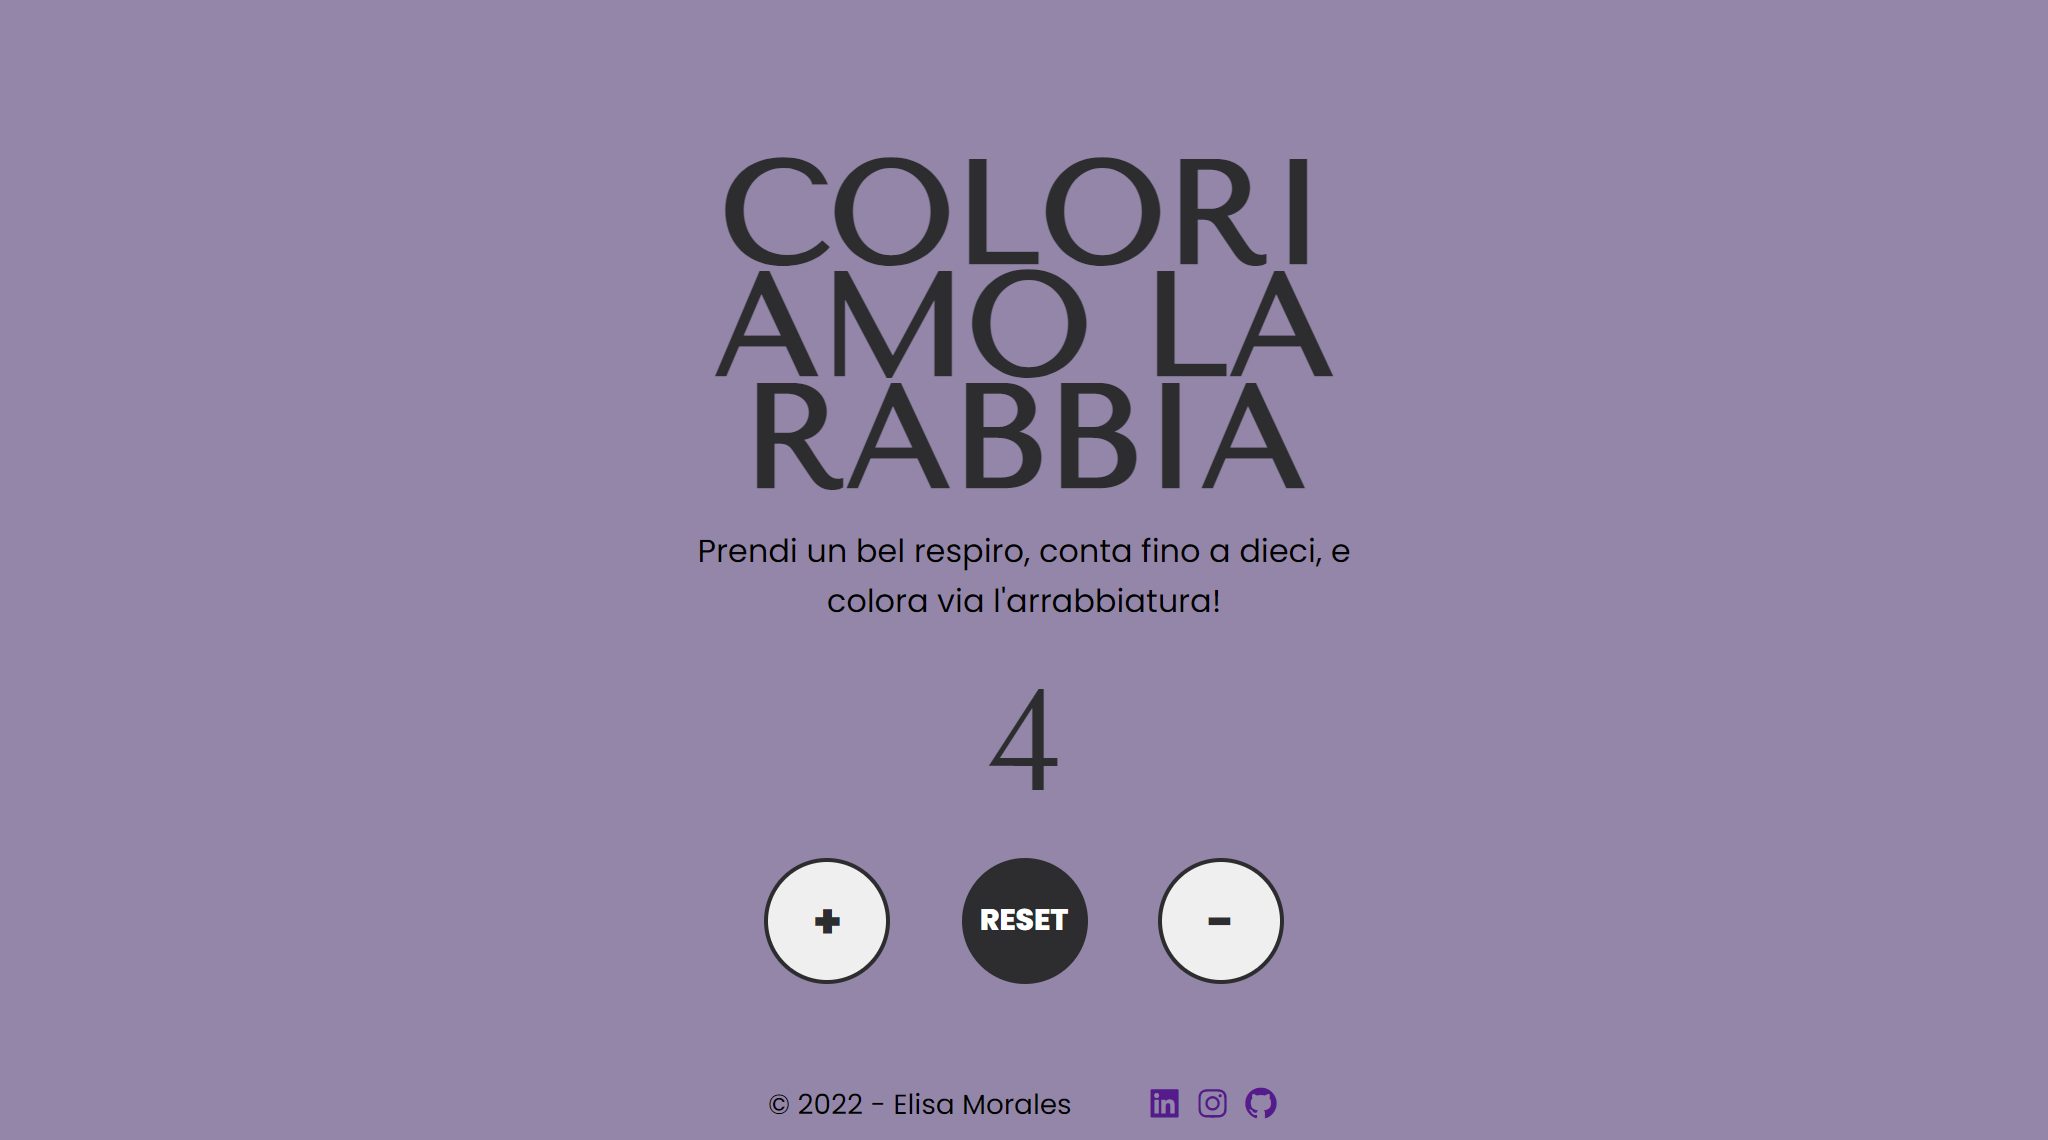 COLORI
AMO LA
RABBIA
Prendi un bel respiro, conta fino a dieci, e
colora via l'arrabbiatura!
4
+ RESET -
© 2022 - Elisa Morales in